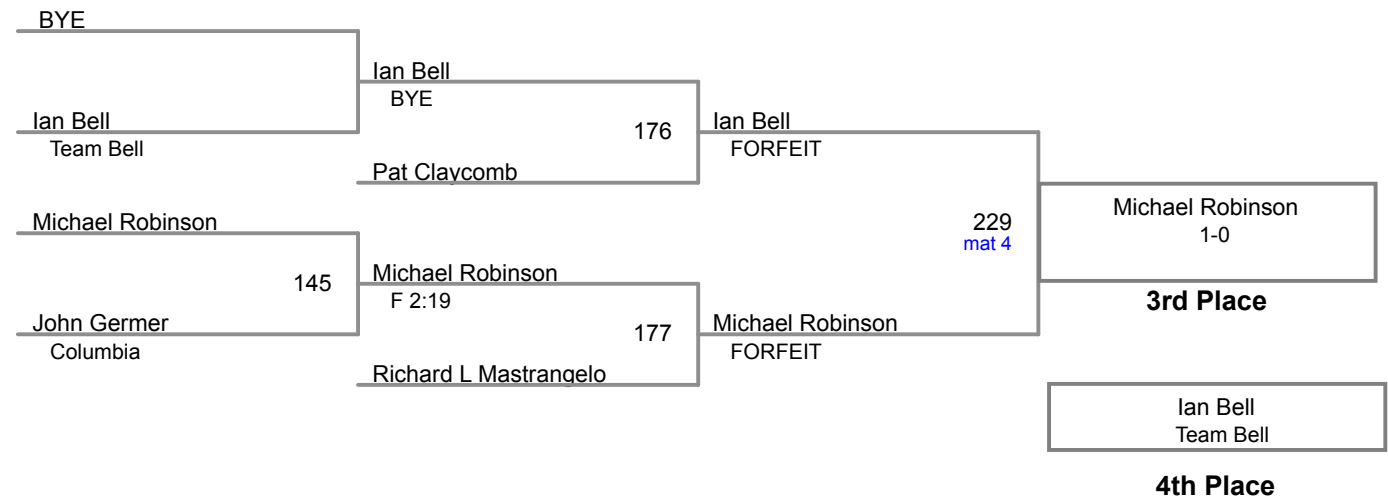 BYE
Ian Bell
BYE
Ian Bell
Team Bell
176
Ian Bell
FORFEIT
Pat Claycomb
Michael Robinson
229
mat 4
Michael Robinson
1-0
145
Michael Robinson
F 2:19
3rd Place
John Germer
Columbia
177
Michael Robinson
FORFEIT
Richard L Mastrangelo
Ian Bell
Team Bell
4th Place